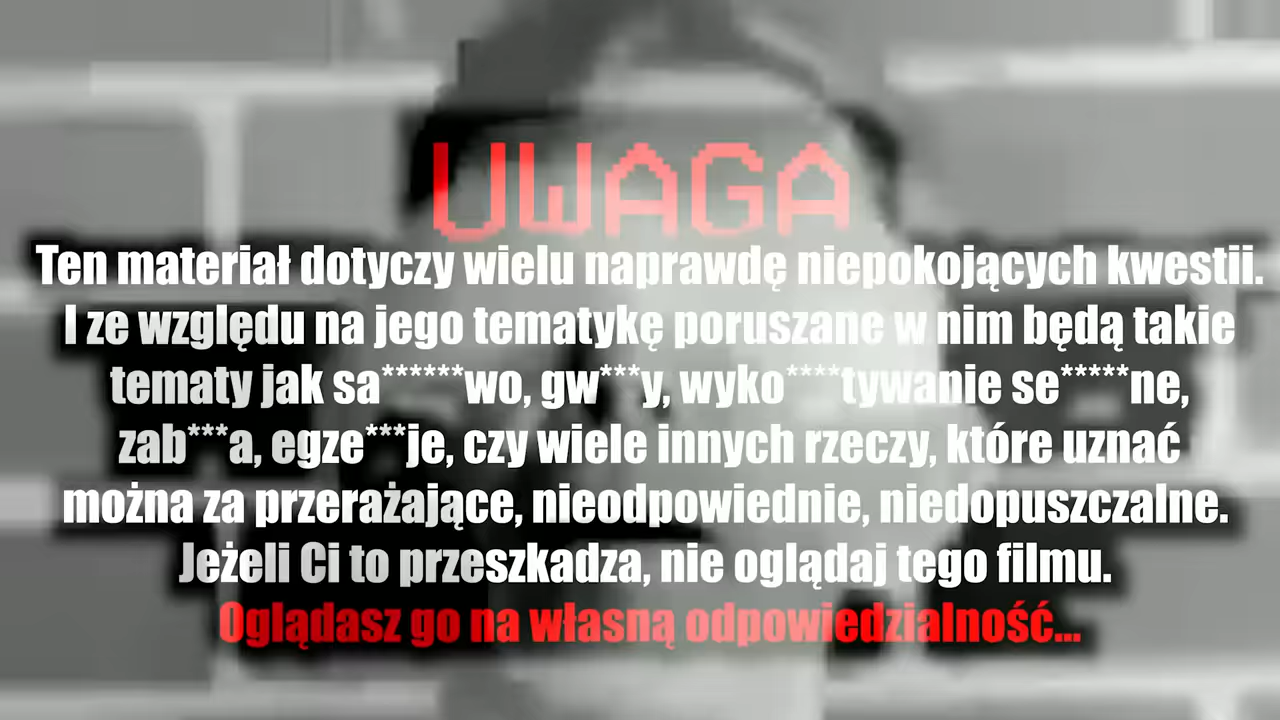 UWAGA
Ten materiał dotyczy wielu naprawdę niepokojących kwestii.
I ze względu na jego tematykę poruszane w nim będą takie
tematy jak sa******wo, gw***y, wyko****tywanie se*****ne,
zab***a, egze***je, czy wiele innych rzeczy, które uznać
można za przerażające, nieodpowiednie, niedopuszczalne.
Jeżeli Ci to przeszkadza, nie oglądaj tego filmu.
Oglądasz go na własną odpowiedzialność...